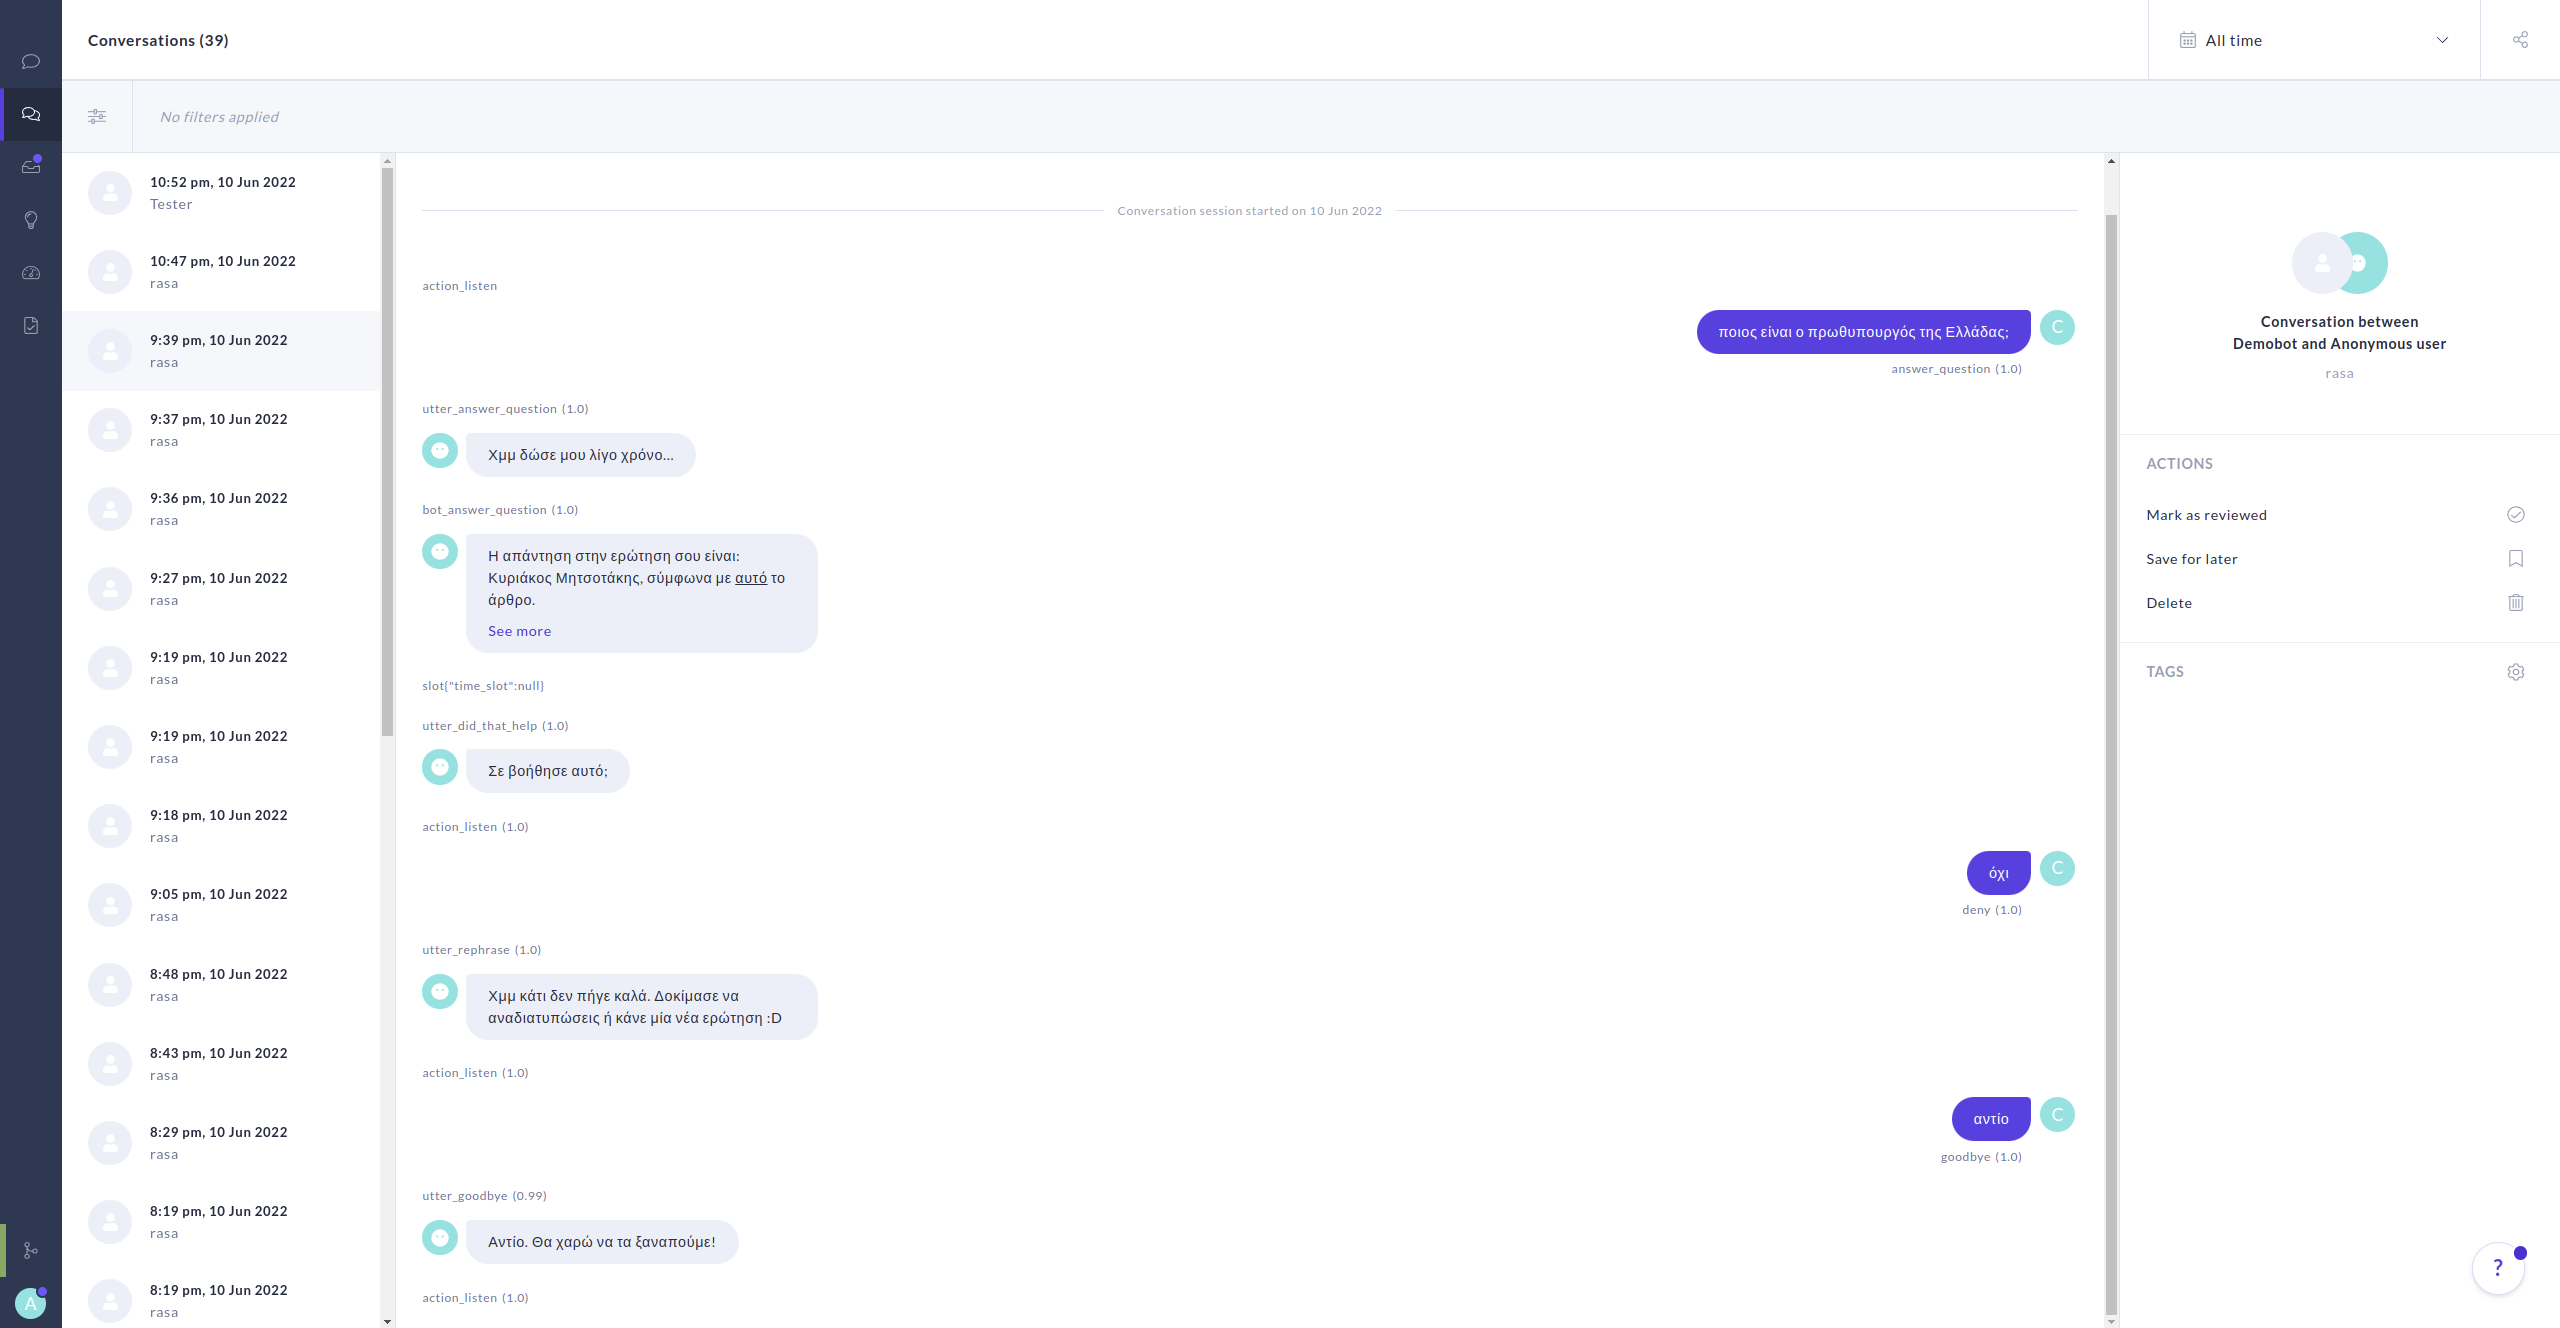 Conversations (39)
All time
No filters applied
10:52 pm, 10 Jun 2022
Tester
10:47 pm, 10 Jun 2022
rasa
9:39 pm, 10 Jun 2022
rasa
9:37 pm, 10 Jun 2022
rasa
9:36 pm, 10 Jun 2022
rasa
9:27 pm, 10 Jun 2022
rasa
9:19 pm, 10 Jun 2022
rasa
9:19 pm, 10 Jun 2022
rasa
9:18 pm, 10 Jun 2022
rasa
9:05 pm, 10 Jun 2022
rasa
8:48 pm, 10 Jun 2022
rasa
8:43 pm, 10 Jun 2022
rasa
8:29 pm, 10 Jun 2022
rasa
8:19 pm, 10 Jun 2022
rasa
8:19 pm, 10 Jun 2022
rasa
A
Conversation session started on 10 Jun 2022
action_listen
ποιος είναι ο πρωθυπουργός της Ελλάδας;
C
answer_question (1.0)
utter_answer_question (1.0)
Χμμ δώσε μου λίγο χρόνο...
bot_answer_question (1.0)
Η απάντηση στην ερώτηση σου είναι:
Κυριάκος Μητσοτάκης, σύμφωνα με αυτό το
άρθρο.
See more
slot{"time_slot":null}
utter_did_that_help (1.0)
Σε βοήθησε αυτό;
action_listen (1.0)
όχι
C
deny (1.0)
utter_rephrase (1.0)
Χμμ κάτι δεν πήγε καλά. Δοκίμασε να
αναδιατυπώσεις ή κάνε μία νέα ερώτηση :D
action_listen (1.0)
αντίο
C
goodbye (1.0)
utter_goodbye (0.99)
Αντίο. Θα χαρώ να τα ξαναπούμε!
action_listen (1.0)
Conversation between
Demobot and Anonymous user
rasa
ACTIONS
Mark as reviewed
Save for later
Delete
TAGS
?